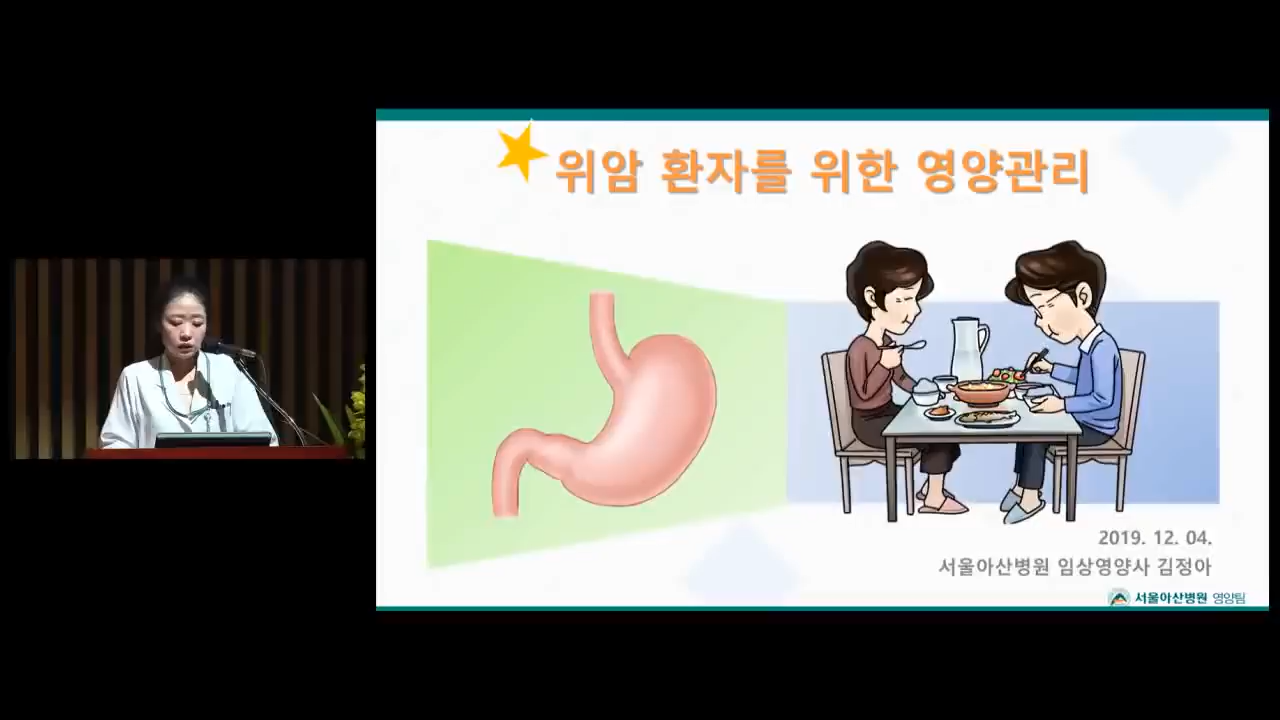 위암 환자를 위한 영양관리
2019. 12. 04.
서울아산병원 임상영양사 김정아
서울아산병원 영양팀